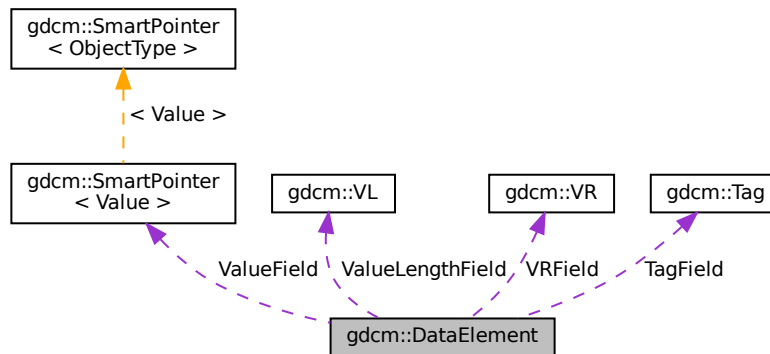 gdcm::SmartPointer
< ObjectType >
< Value >
gdcm::SmartPointer
< Value >
gdcm::VL
gdcm::VR
gdcm::Tag
ValueField
ValueLengthField
VRField
TagField
gdcm::DataElement